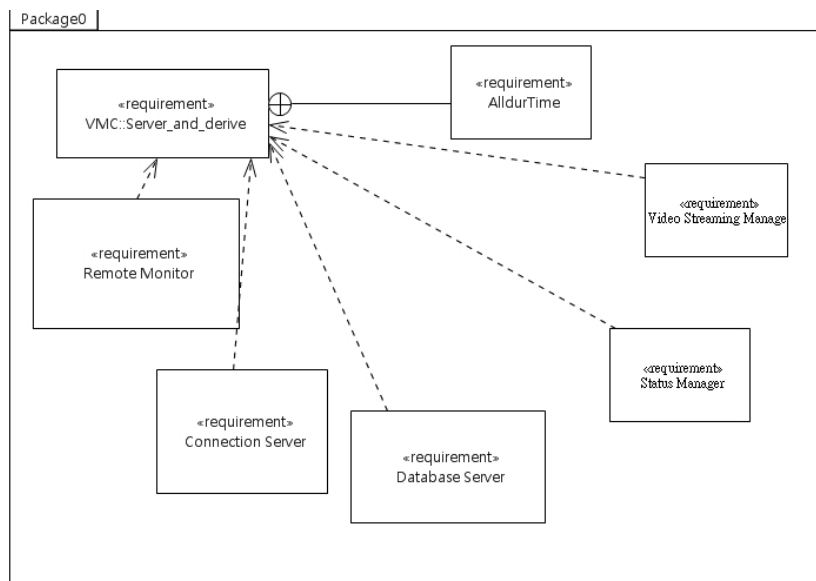 Package0
«requirement»
VMC::Server_and_derive
«requirement»
AlldurTime
«requirement»
Video Streaming Manage
«requirement»
Remote Monitor
«requirement»
Status Manager
«requirement»
Connection Server
«requirement»
Database Server